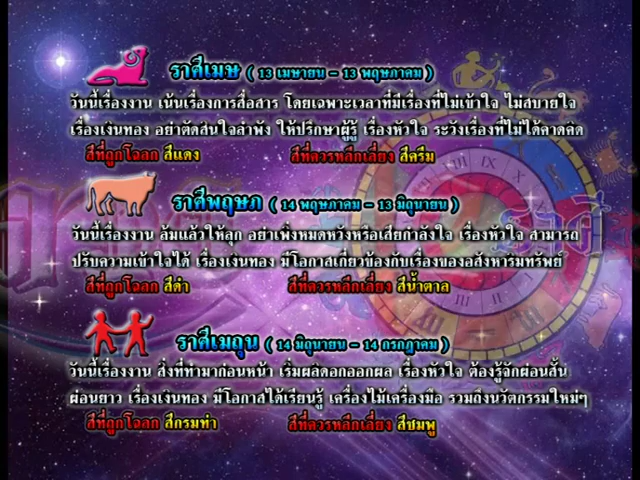 ราศีเมษ ( 13 เมษายน - 13 พฤษภาคม )
วันนี้เรื่องงาน เน้นเรื่องการสื่อสาร โดยเฉพาะเวลาที่มีเรื่องที่ไม่เข้าใจ ไม่สบายใจ
เรื่องเงินทอง อย่าตัดสินใจลำพัง ให้ปรึกษาผู้รู้ เรื่องหัวใจ ระวังเรื่องที่ไม่ได้คาดคิด
สีที่ถูกโฉลก สีแดง สีที่ควรหลีกเลี่ยง สีครีม
ราศีพฤษภ ( 14 พฤษภาคม - 13 มิถุนายน )
วันนี้เรื่องงาน ล้มแล้วให้ลุก อย่าเพิ่งหมดหวังหรือเสียกำลังใจ เรื่องหัวใจ สามารถ
ปรับความเข้าใจได้ เรื่องเงินทอง มีโอกาสเกี่ยวข้องกับเรื่องของอสังหาริมทรัพย์
สีที่ถูกโฉลก สีดำ สีที่ควรหลีกเลี่ยง สีน้ำตาล
ราศีเมถุน ( 14 มิถุนายน - 14 กรกฎาคม )
วันนี้เรื่องงาน สิ่งที่ทำมาก่อนหน้า เริ่มผลิดอกออกผล เรื่องหัวใจ ต้องรู้จักผ่อนสั้น
ผ่อนยาว เรื่องเงินทอง มีโอกาสได้เรียนรู้ เครื่องไม้เครื่องมือ รวมถึงนวัตกรรมใหม่ๆ
สีที่ถูกโฉลก สีกรมท่า สีที่ควรหลีกเลี่ยง สีชมพู